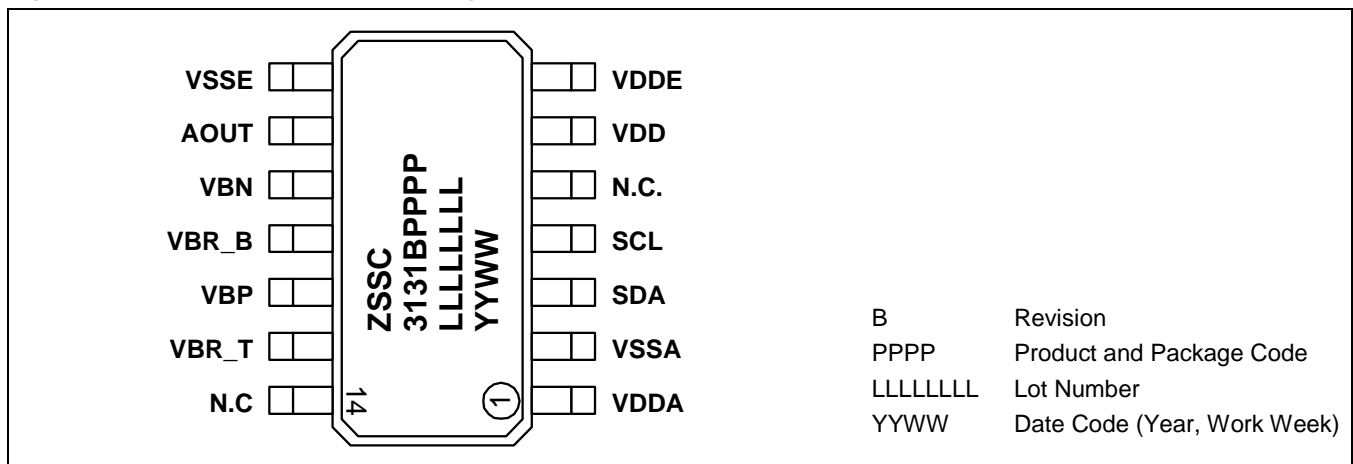 VSSE
AOUT
VBN
VBR_B
VBP
VBR_T
N.C
ZSSC
3131BPPPP
LLLLLLLL
YYWW
14
1
VDDE
VDD
N.C.
SCL
SDA
VSSA
VDDA
B Revision
PPPP Product and Package Code
LLLLLLLL Lot Number
YYWW Date Code (Year, Work Week)